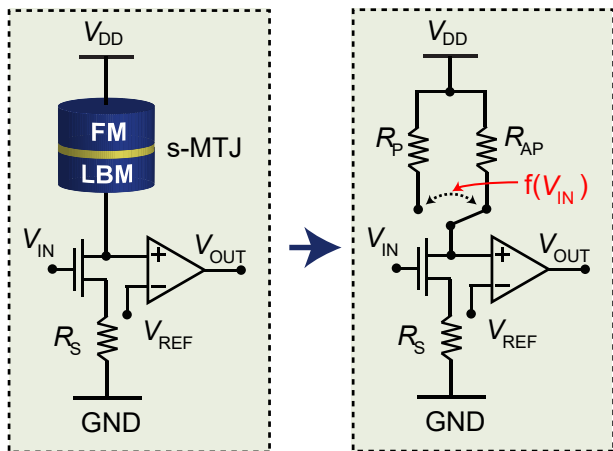 VDD
FM
LBM
s-MTJ
VIN
VOUT
+
−
VREF
RS
GND
VDD
RP
RAP
f(VIN)
VIN
VOUT
+
−
VREF
RS
GND